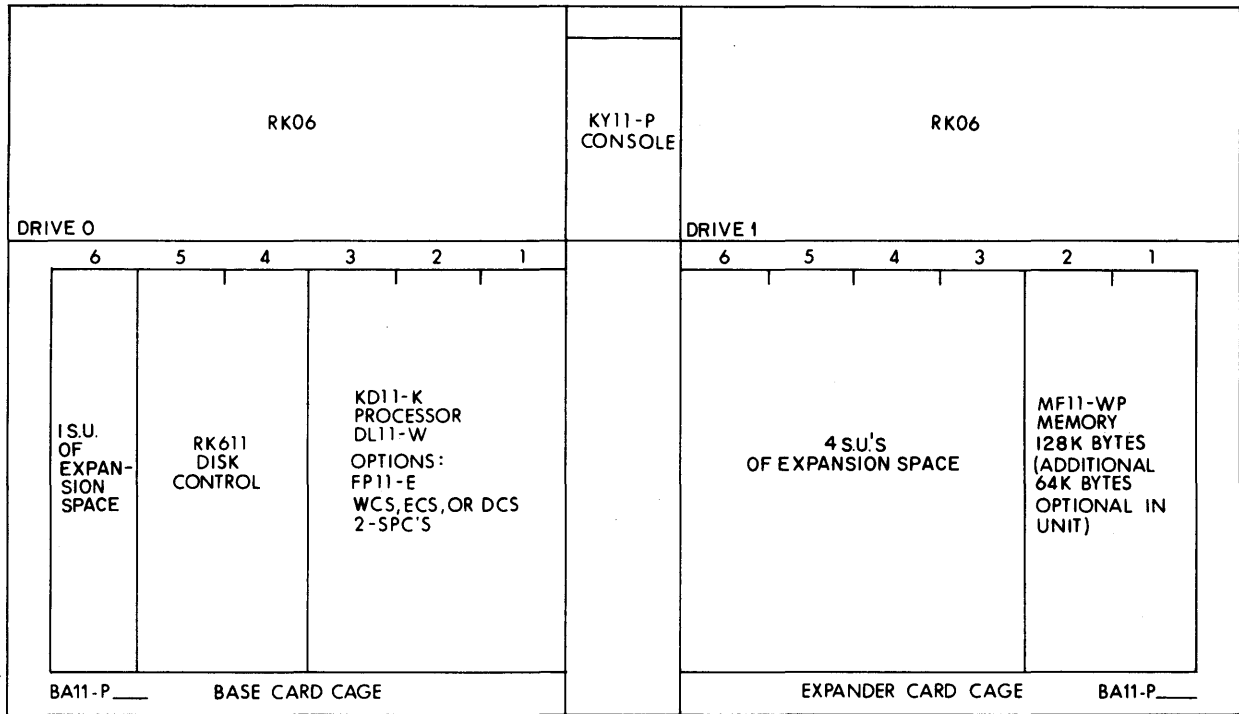 RK06
DRIVE 0
KY11-P
CONSOLE
RK06
DRIVE 1
6 5 4 3 2 1
6 5 4 3 2 1
1 S.U.
OF
EXPAN-
SION
SPACE
RK611
DISK
CONTROL
KD11-K
PROCESSOR
DL11-W
OPTIONS:
FP11-E
WCS, ECS, OR DCS
2-SPC'S
4 S.U.'S
OF EXPANSION SPACE
MF11-WP
MEMORY
128K BYTES
(ADDITIONAL
64K BYTES
OPTIONAL IN
UNIT)
BA11-P___ BASE CARD CAGE
EXPANDER CARD CAGE BA11-P___